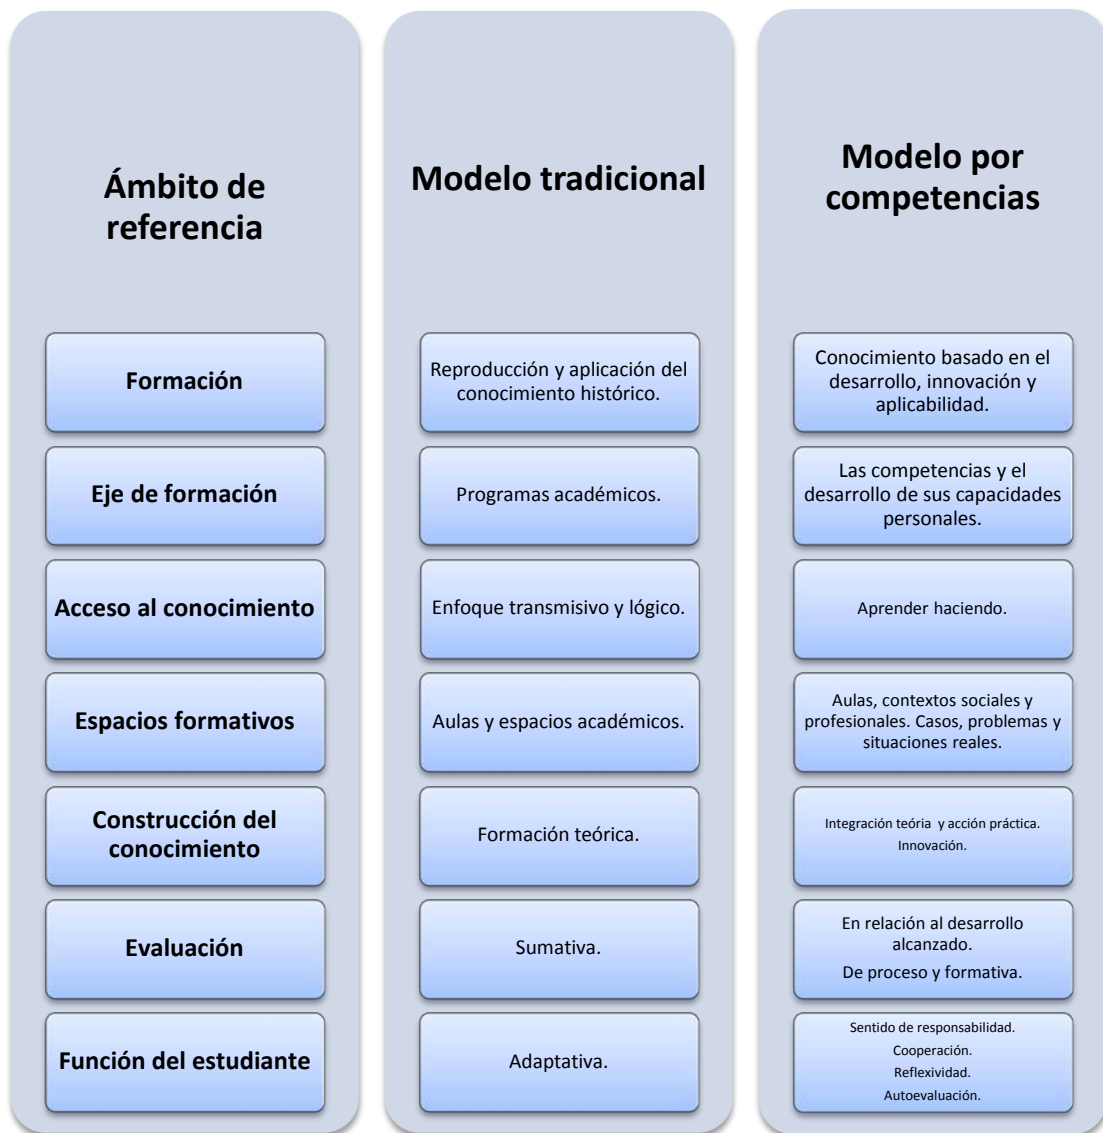 Ámbito de
referencia
Modelo tradicional
Modelo por
competencias
Formación
Reproducción y aplicación del
conocimiento histórico.
Conocimiento basado en el
desarrollo, innovación y
aplicabilidad.
Eje de formación
Programas académicos.
Las competencias y el
desarrollo de sus capacidades
personales.
Acceso al conocimiento
Enfoque transmisivo y lógico.
Aprender haciendo.
Espacios formativos
Aulas y espacios académicos.
Aulas, contextos sociales y
profesionales. Casos, problemas y
situaciones reales.
Construcción del
conocimiento
Formación teórica.
Integración teória y acción práctica.
Innovación.
Evaluación
Sumativa.
En relación al desarrollo
alcanzado.
De proceso y formativa.
Función del estudiante
Adaptativa.
Sentido de responsabilidad.
Cooperación.
Reflexividad.
Autoevaluación.